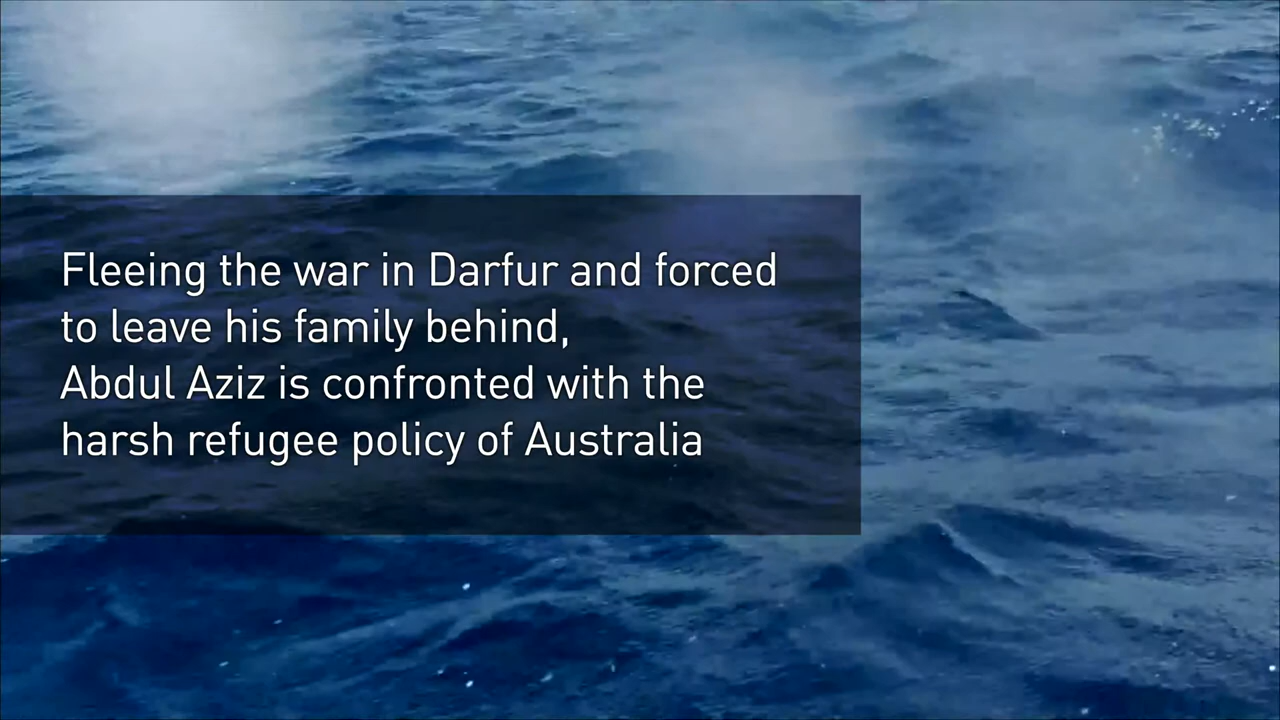 Fleeing the war in Darfur and forced
to leave his family behind,
Abdul Aziz is confronted with the
harsh refugee policy of Australia